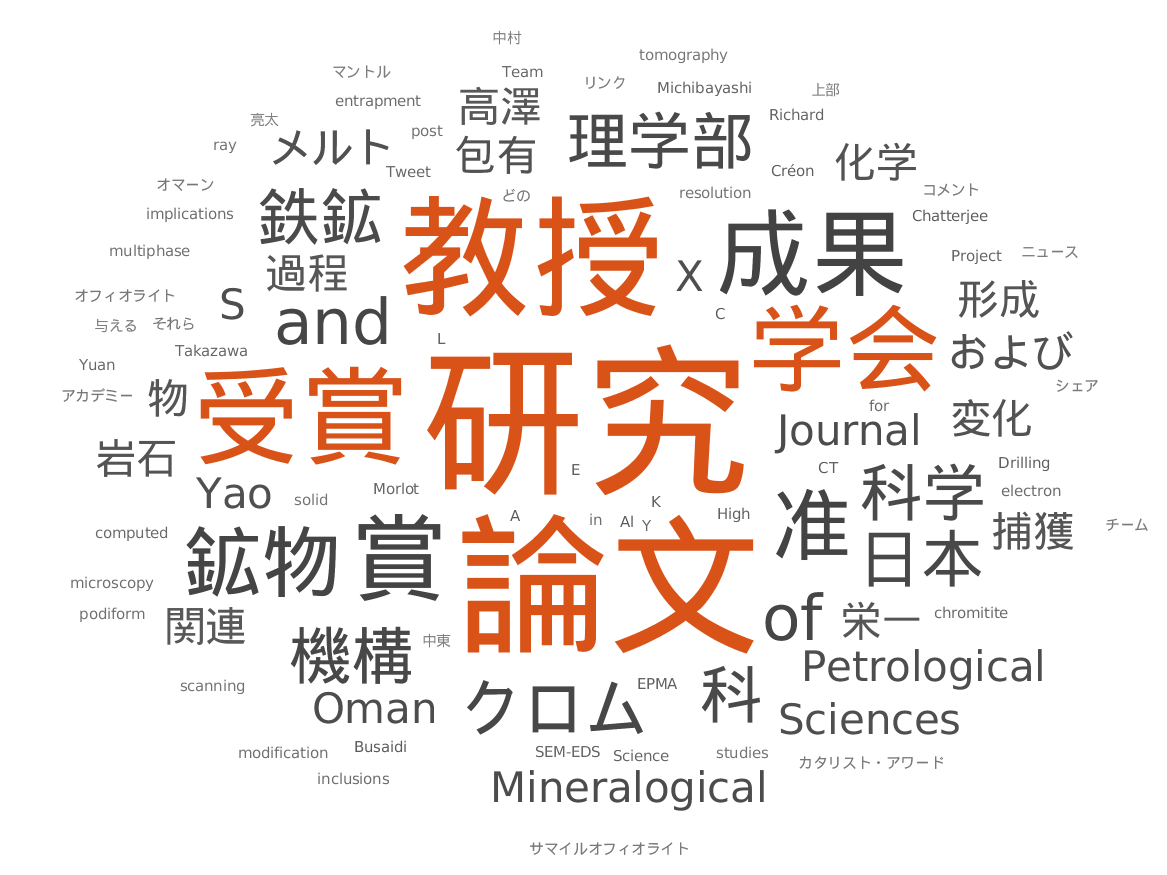 中村
tomography
マントル
Team
リンク
Michibayashi
上部
entrapment
高澤
Richard
亮太
post
理学部
ray
メルト
包有
化学
Tweet
Créon
オマーン
どの
resolution
コメント
implications
鉄鉱
教授
成果
Chatterjee
multiphase
過程
X
Project
ニュース
オフィオライト
S
and
C
形成
与える
それら
L
学会
および
Takazawa
Yuan
シェア
アカデミー
物
受賞
研究
for
変化
Journal
岩石
E
CT
Drilling
Yao
solid
Morlot
K
科学
electron
computed
A
in
Al
Y
High
准
捕獲
チーム
鉱物
賞
論文
日本
microscopy
podiform
関連
of
栄一
chromitite
機構
中東
Petrological
scanning
EPMA
科
Oman
クロム
Sciences
modification
Busaidi
SEM-EDS
Science
studies
カタリスト・アワード
inclusions
Mineralogical
サマイルオフィオライト